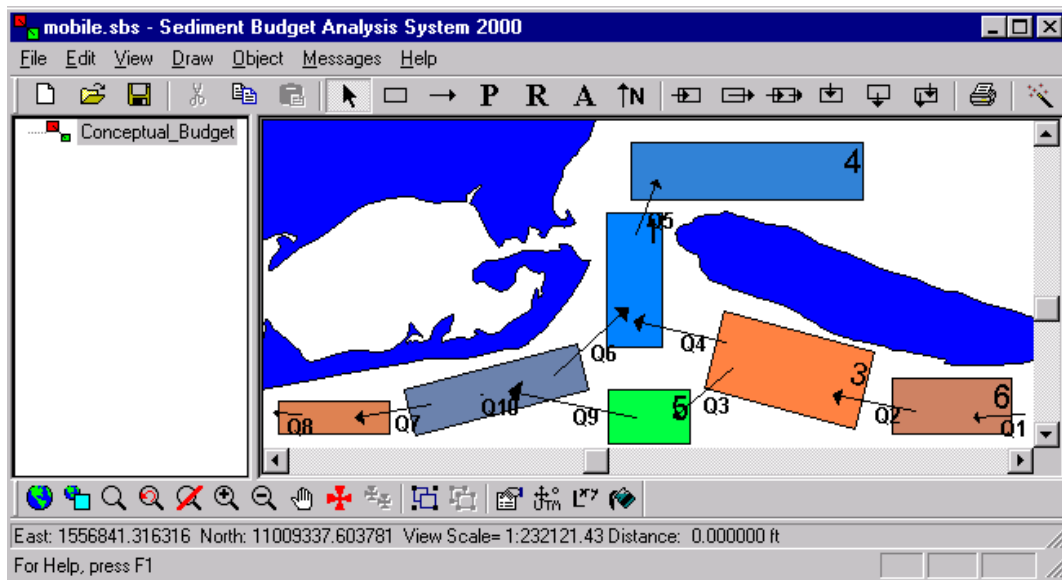 mobile.sbs - Sediment Budget Analysis System 2000
File Edit View Draw Object Messages Help
P R A N
Conceptual_Budget
4
Q5
1
Q6
Q4
3
6
Q10
5
Q8
Q7
Q9
Q3
Q2
Q1
UTM
L XY
East: 1556841.316316 North: 11009337.603781 View Scale= 1:232121.43 Distance: 0.000000 ft
For Help, press F1